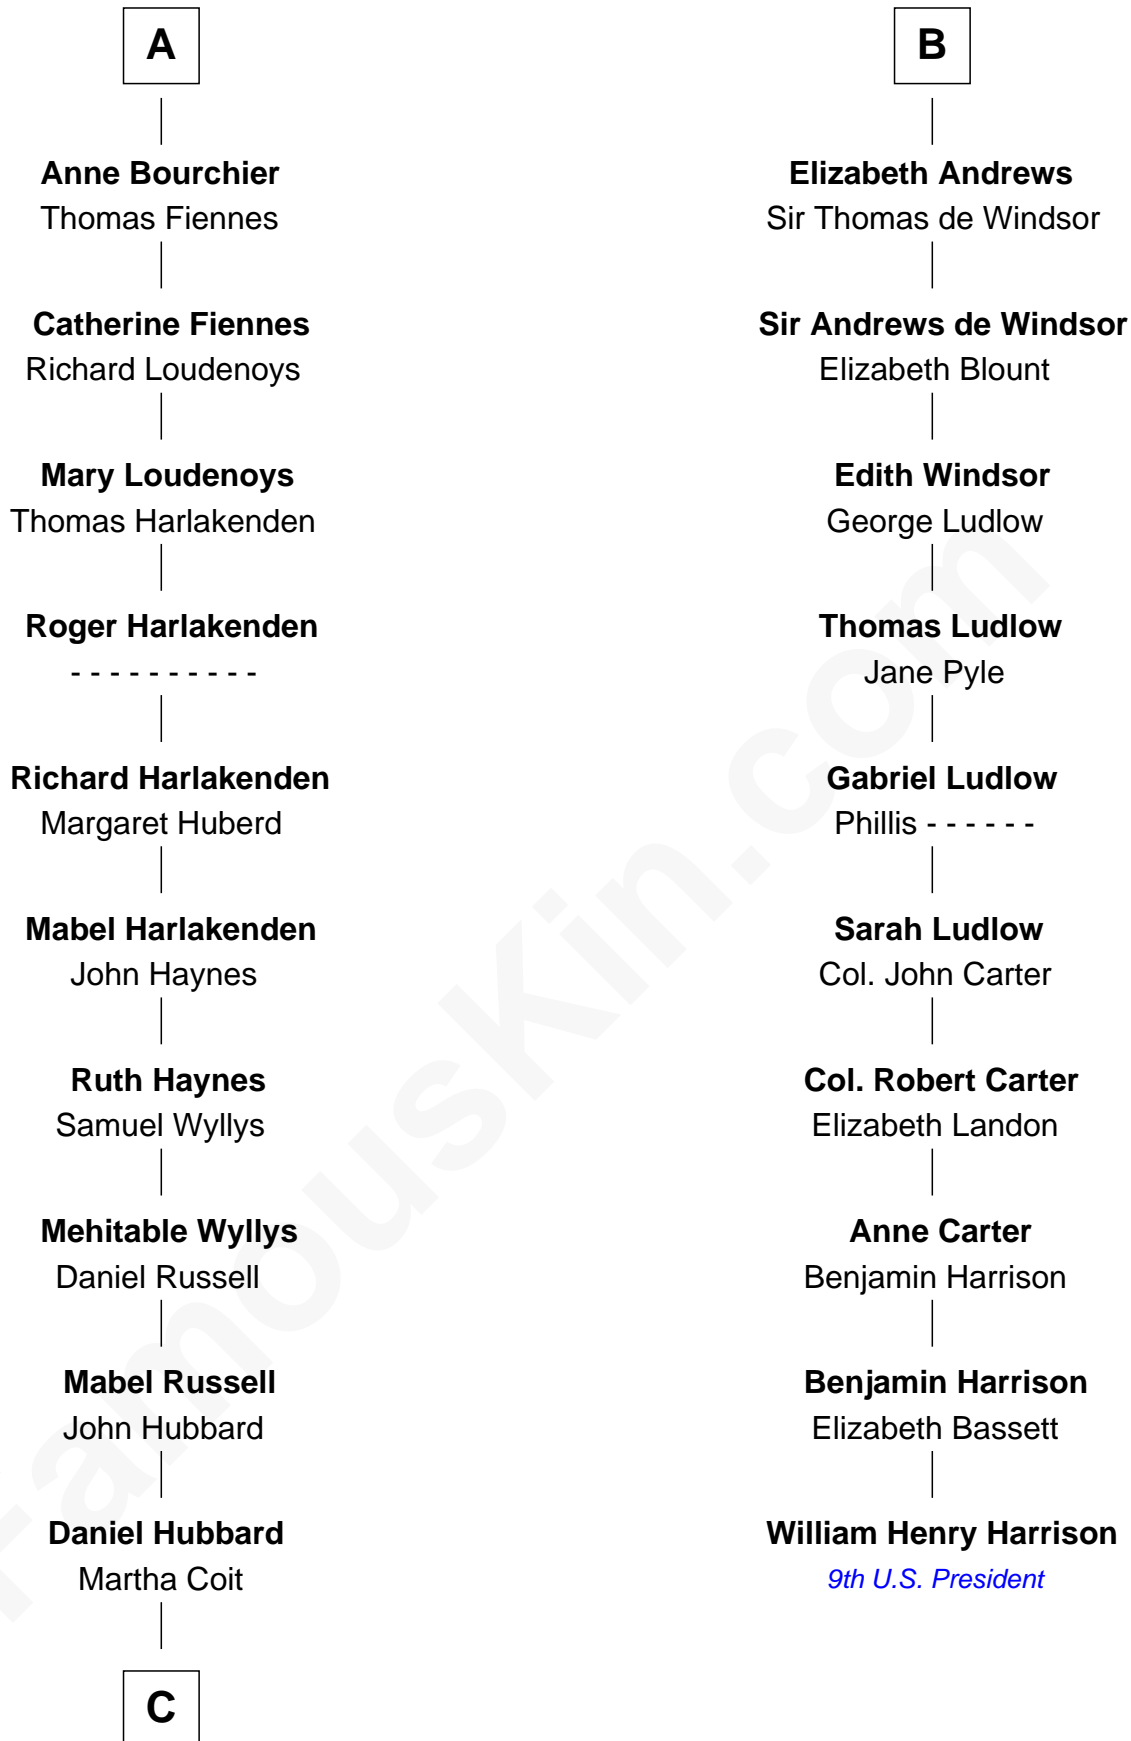 A
Anne Bourchier
Thomas Fiennes
Catherine Fiennes
Richard Loudenoys
Mary Loudenoys
Thomas Harlakenden
Roger Harlakenden
- - - - - - - - - -
Richard Harlakenden
Margaret Huberd
Mabel Harlakenden
John Haynes
Ruth Haynes
Samuel Wyllys
Mehitable Wyllys
Daniel Russell
Mabel Russell
John Hubbard
Daniel Hubbard
Martha Coit
C
B
Elizabeth Andrews
Sir Thomas de Windsor
Sir Andrews de Windsor
Elizabeth Blount
Edith Windsor
George Ludlow
Thomas Ludlow
Jane Pyle
Gabriel Ludlow
Phillis - - - - - -
Sarah Ludlow
Col. John Carter
Col. Robert Carter
Elizabeth Landon
Anne Carter
Benjamin Harrison
Benjamin Harrison
Elizabeth Bassett
William Henry Harrison
9th U.S. President
FamousKin.com